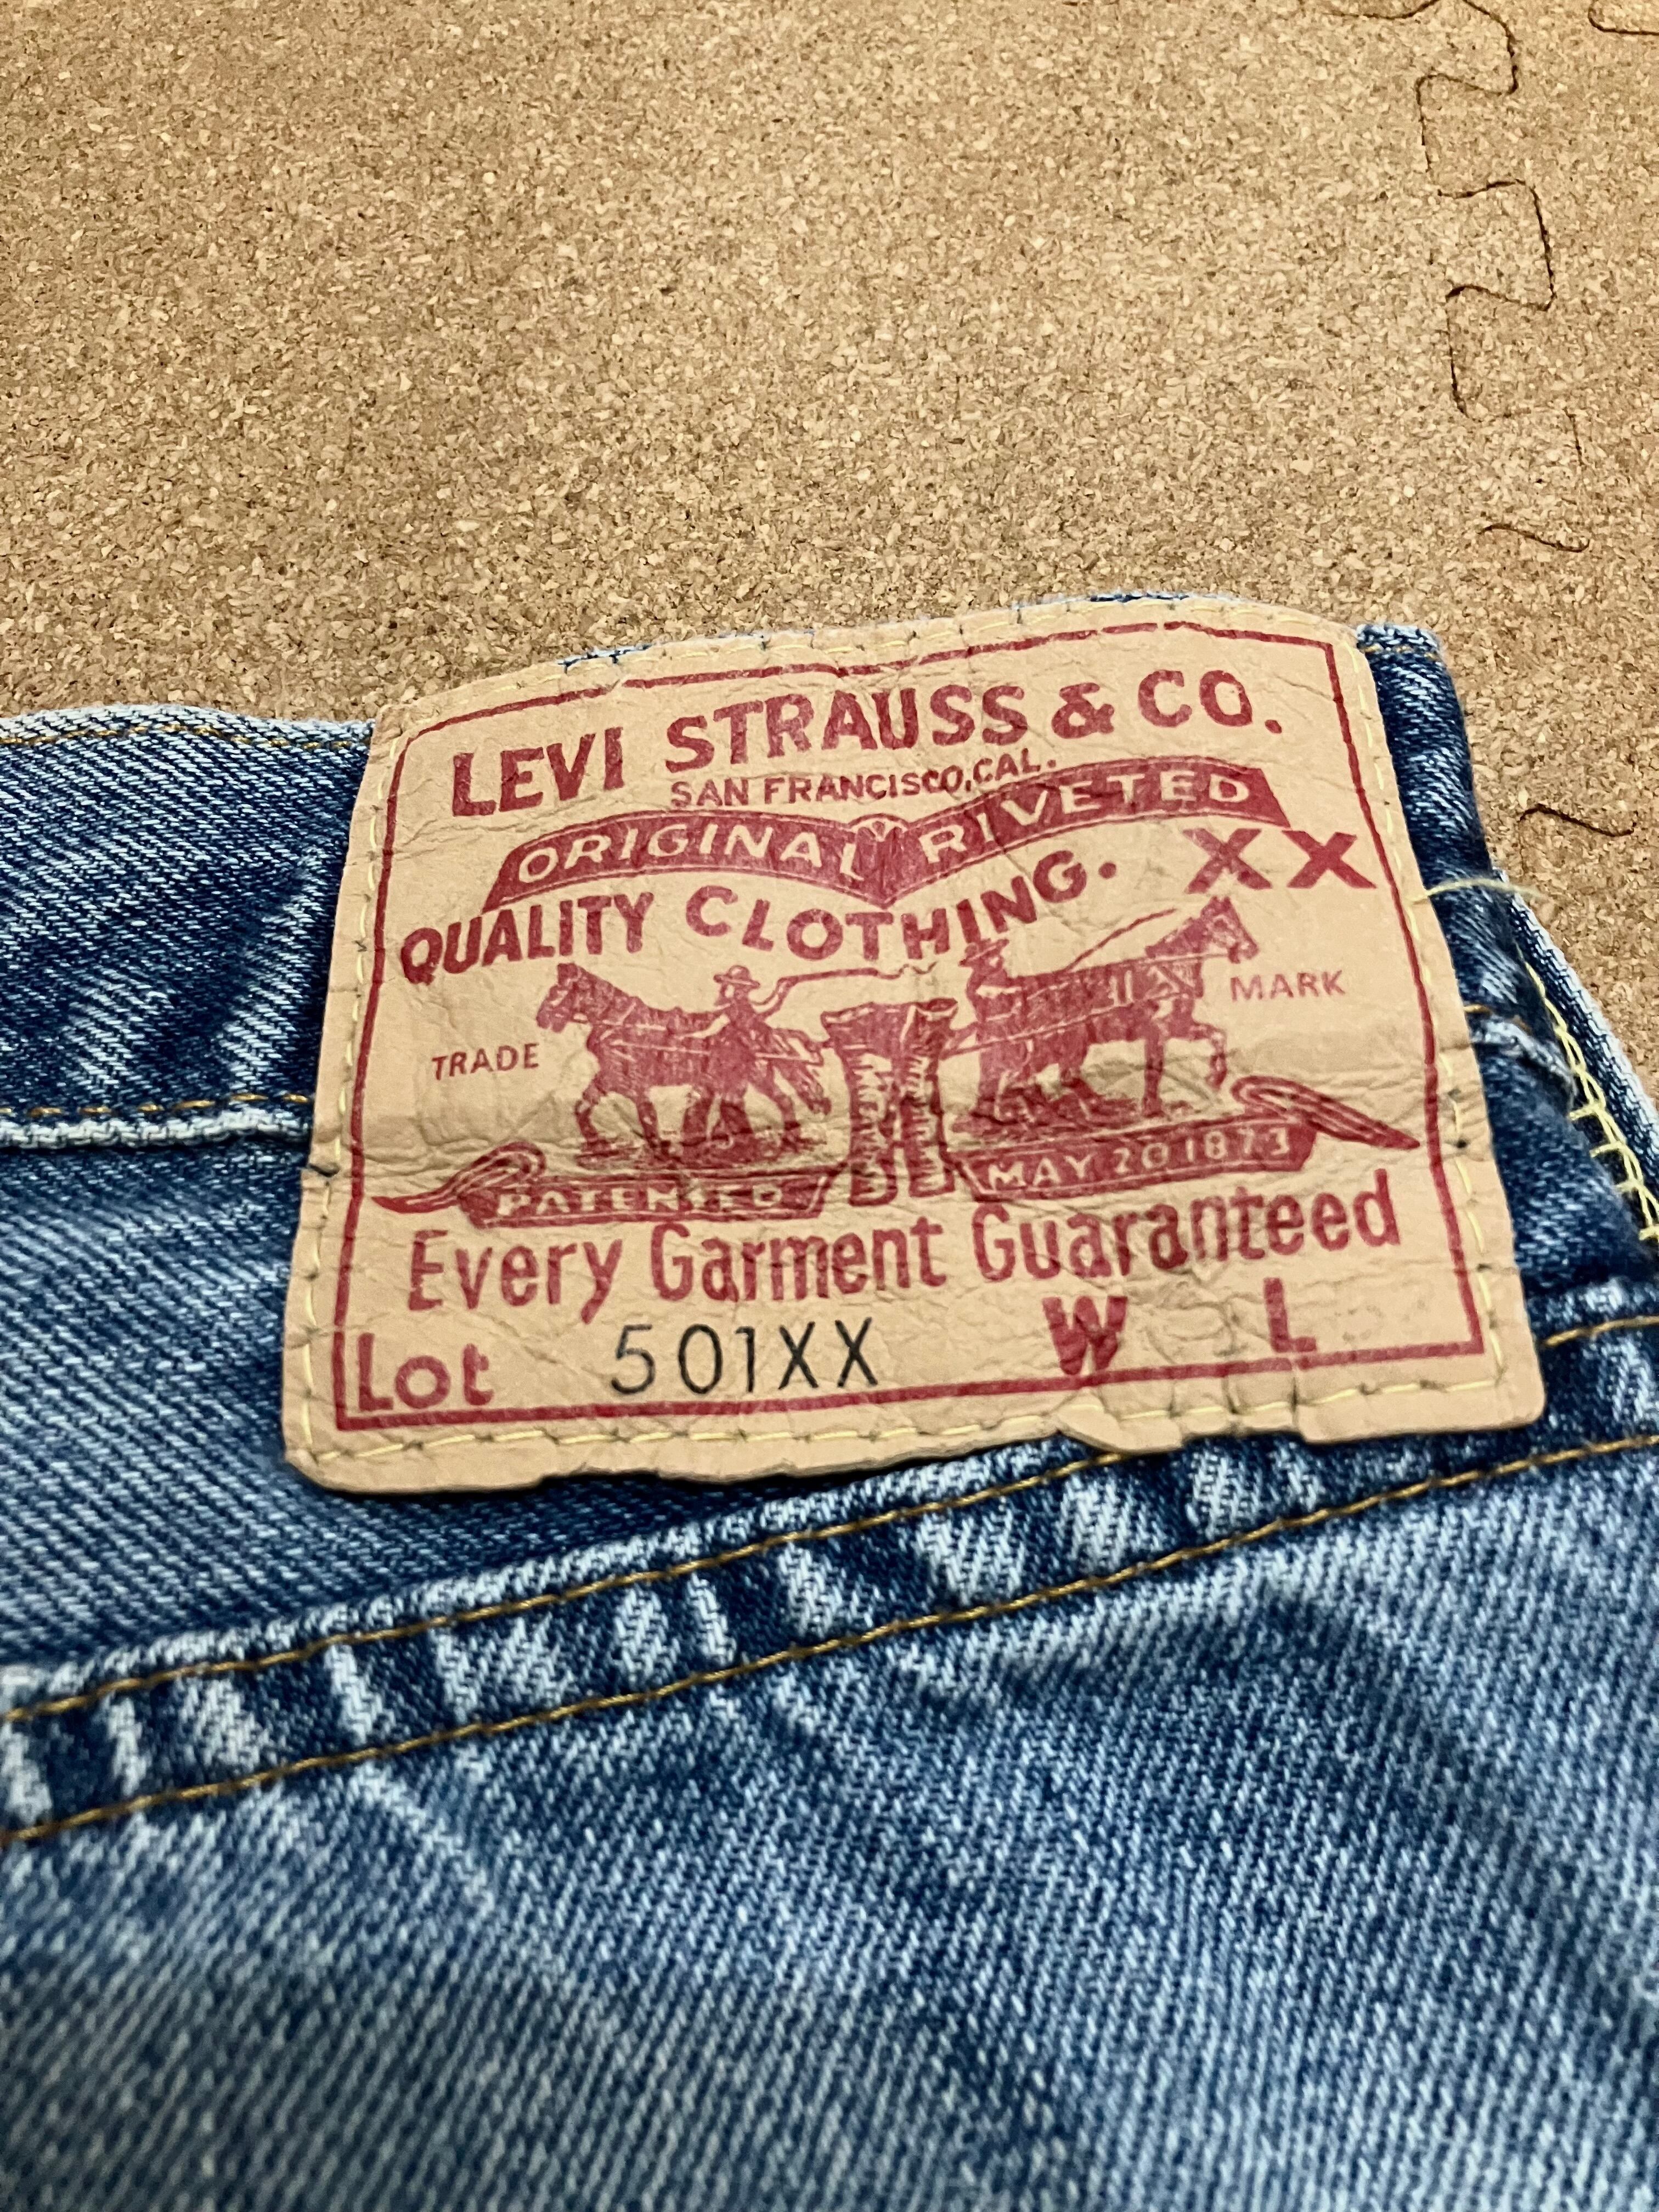 LEVI STRAUSS & CO.
SAN FRANCISCO, CAL.
ORIGINAL RIVETED
QUALITY CLOTHING. XX
TRADE MARK
PATENTED MAY 20 1873
Every Garment Guaranteed
Lot 501XX W L